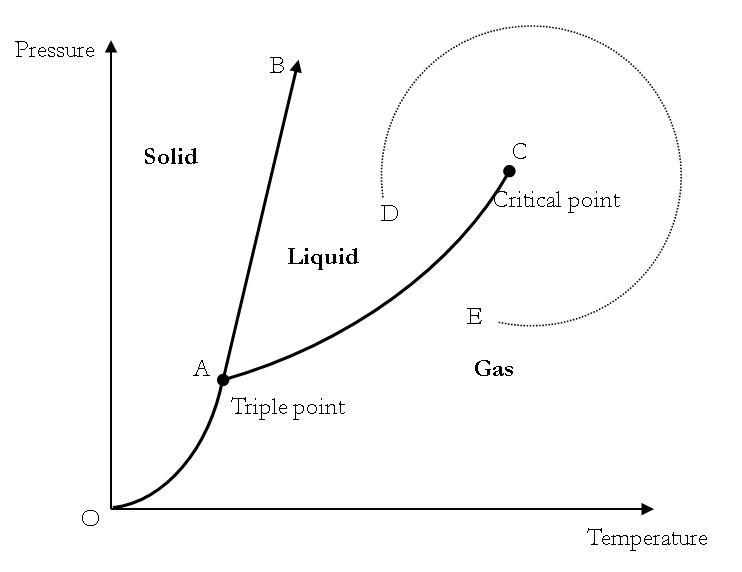 Pressure
B
C
Solid
Critical point
D
Liquid
E
A
Gas
Triple point
O
Temperature